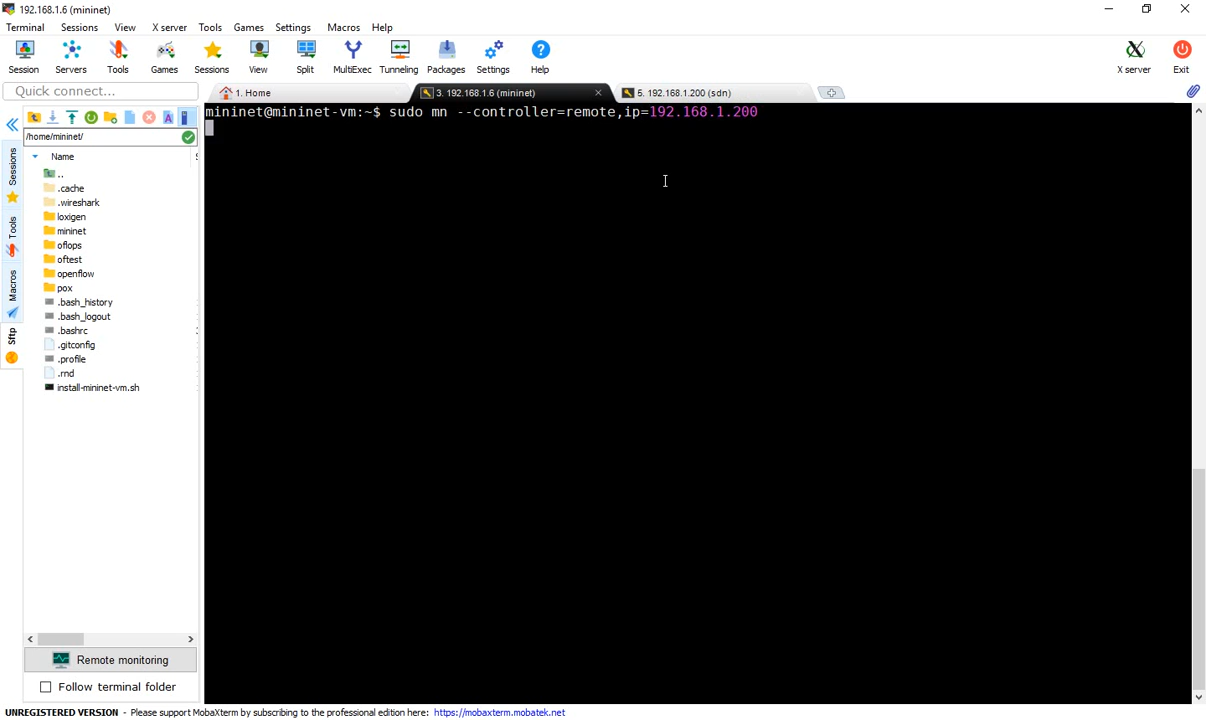 192.168.1.6 (mininet)
Terminal Sessions View X server Tools Games Settings Macros Help
Session Servers Tools Games Sessions View Split MultiExec Tunneling Packages Settings Help X server Exit
Quick connect...
1. Home
3. 192.168.1.6 (mininet)
5. 192.168.1.200 (sdn)
/home/mininet/
Name
..
.cache
.wireshark
loxigen
mininet
oflops
oftest
openflow
pox
.bash_history
.bash_logout
.bashrc
.gitconfig
.profile
.rnd
install-mininet-vm.sh
Sessions
Tools
Macros
Sftp
mininet@mininet-vm:~$ sudo mn --controller=remote,ip=192.168.1.200
Remote monitoring
Follow terminal folder
UNREGISTERED VERSION - Please support MobaXterm by subscribing to the professional edition here: https://mobaxterm.mobatek.net